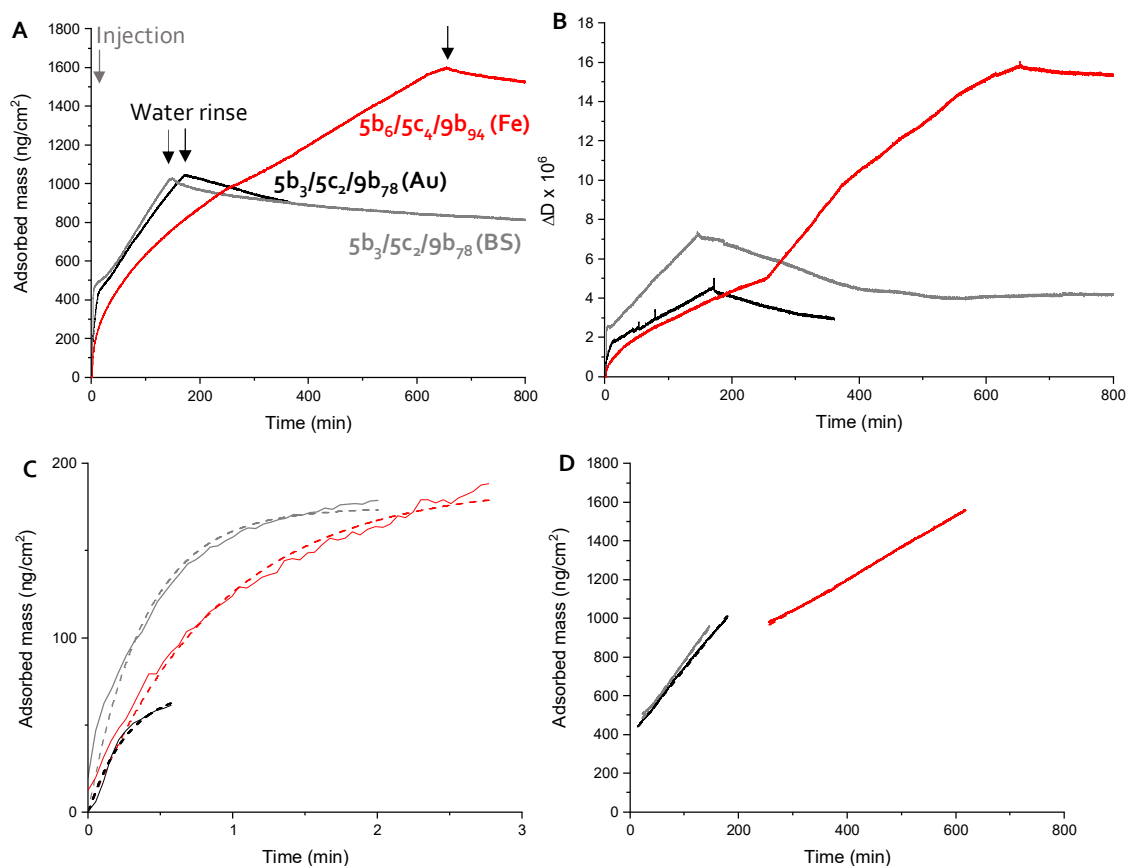 A
Injection
Water rinse
5b₆/5c₄/9b₉₄ (Fe)
5b₃/5c₂/9b₇₈ (Au)
5b₃/5c₂/9b₇₈ (BS)
Adsorbed mass (ng/cm²)
1800
1600
1400
1200
1000
800
600
400
200
0
0 200 400 600 800
Time (min)
B
ΔD x 10⁶
18
16
14
12
10
8
6
4
2
0
0 200 400 600 800
Time (min)
C
Adsorbed mass (ng/cm²)
200
100
0
0 1 2 3
Time (min)
D
Adsorbed mass (ng/cm²)
1800
1600
1400
1200
1000
800
600
400
200
0
0 200 400 600 800
Time (min)